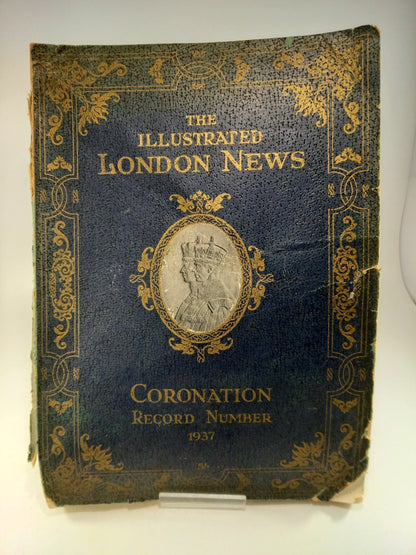 THE
ILLUSTRATED
LONDON NEWS
CORONATION
RECORD NUMBER
1937